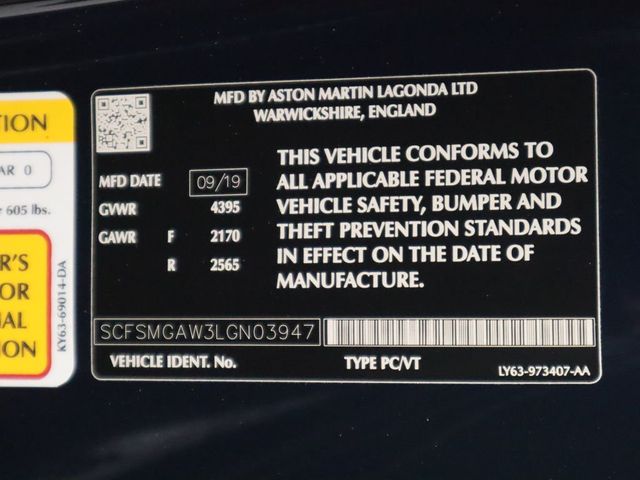 TION
AR 0
605 lbs.
R'S
OR
IAL
ION
KY63-69014-DA
MFD BY ASTON MARTIN LAGONDA LTD
WARWICKSHIRE, ENGLAND
MFD DATE 09/19
GVWR 4395
GAWR F 2170
R 2565
THIS VEHICLE CONFORMS TO
ALL APPLICABLE FEDERAL MOTOR
VEHICLE SAFETY, BUMPER AND
THEFT PREVENTION STANDARDS
IN EFFECT ON THE DATE OF
MANUFACTURE.
SCFSMGAW3LGN03947
VEHICLE IDENT. No. TYPE PC/VT LY63-973407-AA